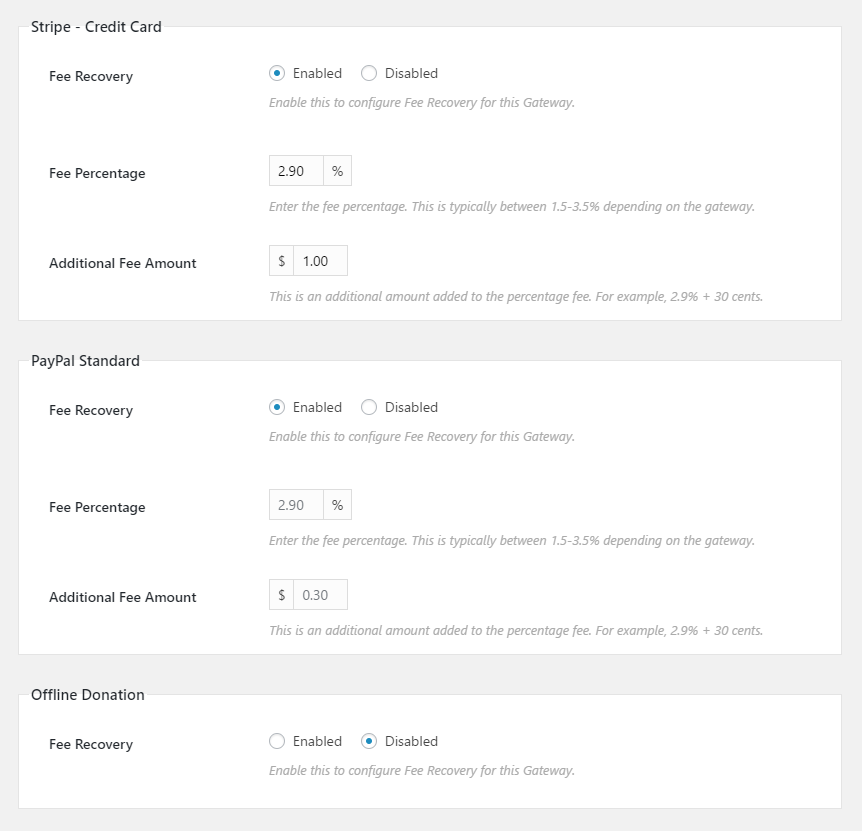 Stripe - Credit Card
Fee Recovery
Enabled Disabled
Enable this to configure Fee Recovery for this Gateway.
Fee Percentage
2.90 %
Enter the fee percentage. This is typically between 1.5-3.5% depending on the gateway.
Additional Fee Amount
$ 1.00
This is an additional amount added to the percentage fee. For example, 2.9% + 30 cents.
PayPal Standard
Fee Recovery
Enabled Disabled
Enable this to configure Fee Recovery for this Gateway.
Fee Percentage
2.90 %
Enter the fee percentage. This is typically between 1.5-3.5% depending on the gateway.
Additional Fee Amount
$ 0.30
This is an additional amount added to the percentage fee. For example, 2.9% + 30 cents.
Offline Donation
Fee Recovery
Enabled Disabled
Enable this to configure Fee Recovery for this Gateway.